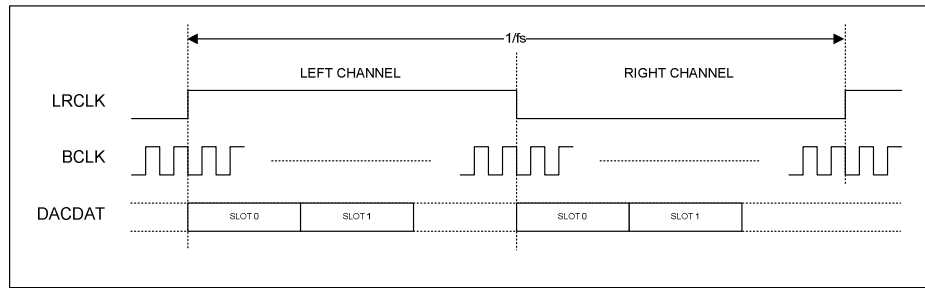 1/fs
LEFT CHANNEL RIGHT CHANNEL
LRCLK
BCLK
DACDAT
SLOT 0 SLOT 1 SLOT 0 SLOT 1